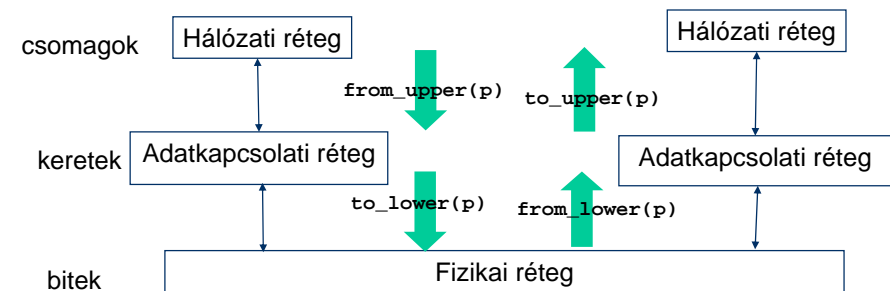 csomagok
Hálózati réteg
Hálózati réteg
from_upper(p)
to_upper(p)
keretek
Adatkapcsolati réteg
Adatkapcsolati réteg
to_lower(p)
from_lower(p)
bitek
Fizikai réteg